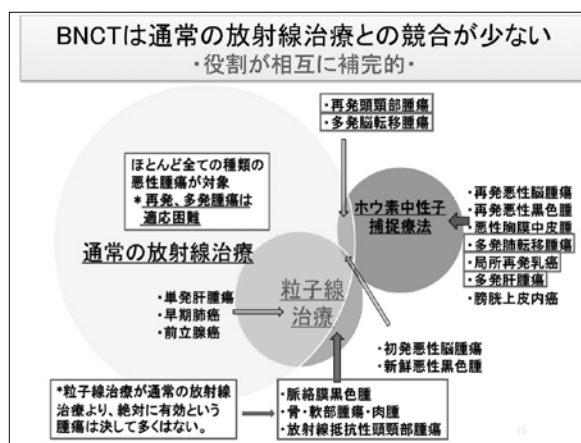 BNCTは通常の放射線治療との競合が少ない
・役割が相互に補完的・
・再発頭頸部腫瘍
・多発脳転移腫瘍
ほとんど全ての種類の
悪性腫瘍が対象
*再発、多発腫瘍は
適応困難
通常の放射線治療
ホウ素中性子
捕捉療法
・再発悪性脳腫瘍
・再発悪性黒色腫
・悪性胸膜中皮腫
・多発肺転移腫瘍
・局所再発乳癌
・多発肝腫瘍
・膀胱上皮内癌
・単発肝腫瘍
・早期肺癌
・前立腺癌
粒子線
治療
・初発悪性脳腫瘍
・新鮮悪性黒色腫
*粒子線治療が通常の放射線
治療より、絶対に有効という
腫瘍は決して多くはない。
・脈絡膜黒色腫
・骨・軟部腫瘍・肉腫
・放射線抵抗性頭頸部腫瘍
15